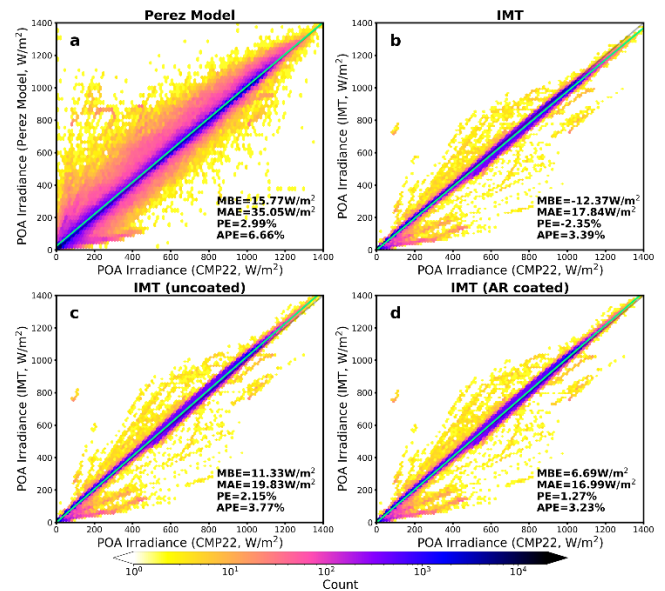 Perez Model
a
1400
1200
1000
800
600
400
200
0
POA Irradiance (Perez Model, W/m²)
MBE=15.77W/m²
MAE=35.05W/m²
PE=2.99%
APE=6.66%
0 200 400 600 800 1000 1200 1400
POA Irradiance (CMP22, W/m²)
IMT
b
1400
1200
1000
800
600
400
200
0
POA Irradiance (IMT, W/m²)
MBE=-12.37W/m²
MAE=17.84W/m²
PE=-2.35%
APE=3.39%
0 200 400 600 800 1000 1200 1400
POA Irradiance (CMP22, W/m²)
IMT (uncoated)
c
1400
1200
1000
800
600
400
200
0
POA Irradiance (IMT, W/m²)
MBE=11.33W/m²
MAE=19.83W/m²
PE=2.15%
APE=3.77%
0 200 400 600 800 1000 1200 1400
POA Irradiance (CMP22, W/m²)
IMT (AR coated)
d
1400
1200
1000
800
600
400
200
0
POA Irradiance (IMT, W/m²)
MBE=6.69W/m²
MAE=16.99W/m²
PE=1.27%
APE=3.23%
0 200 400 600 800 1000 1200 1400
POA Irradiance (CMP22, W/m²)
10⁰ 10¹ 10² 10³ 10⁴
Count